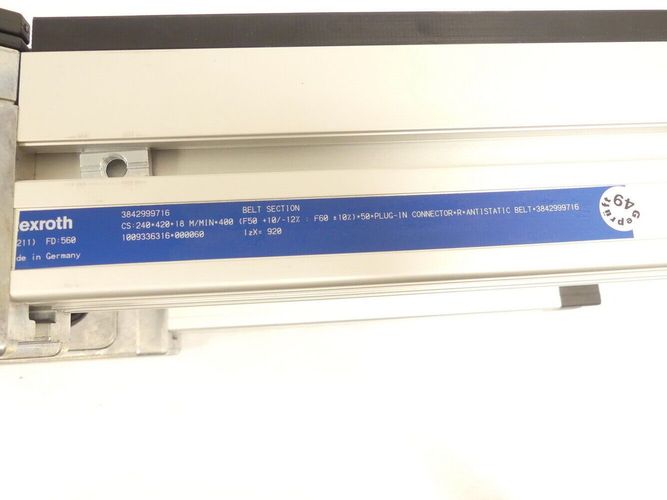 3842999716 BELT SECTION
exroth CS:240*420*18 M/MIN*400 (F50 +10/-12% : F60 ±10%)*50*PLUG-IN CONNECTOR*R*ANTISTATIC BELT*3842999716
211) FD:560 1009336316*000060 lzX= 920
de in Germany
Geprüft
49